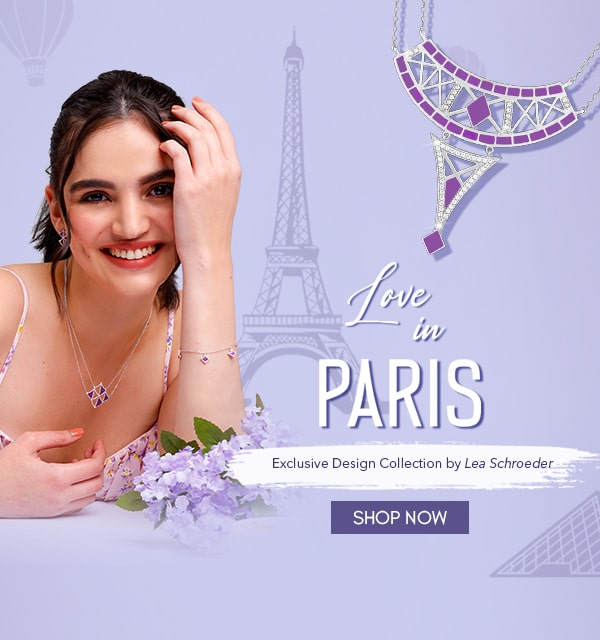 Love
in
PARIS
Exclusive Design Collection by Lea Schroeder
SHOP NOW